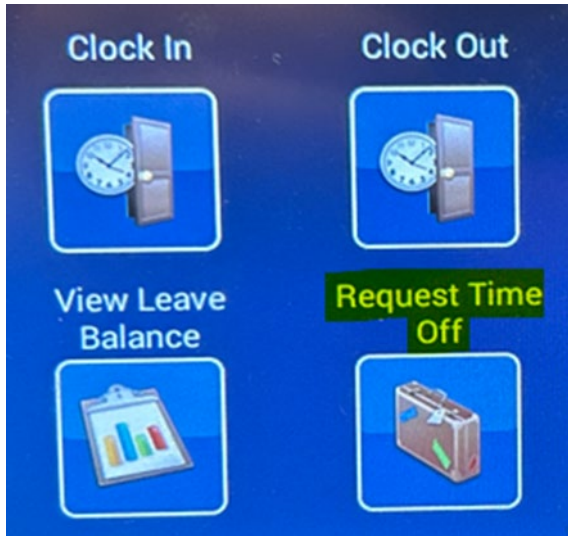 Clock In
Clock Out
View Leave
Balance
Request Time
Off